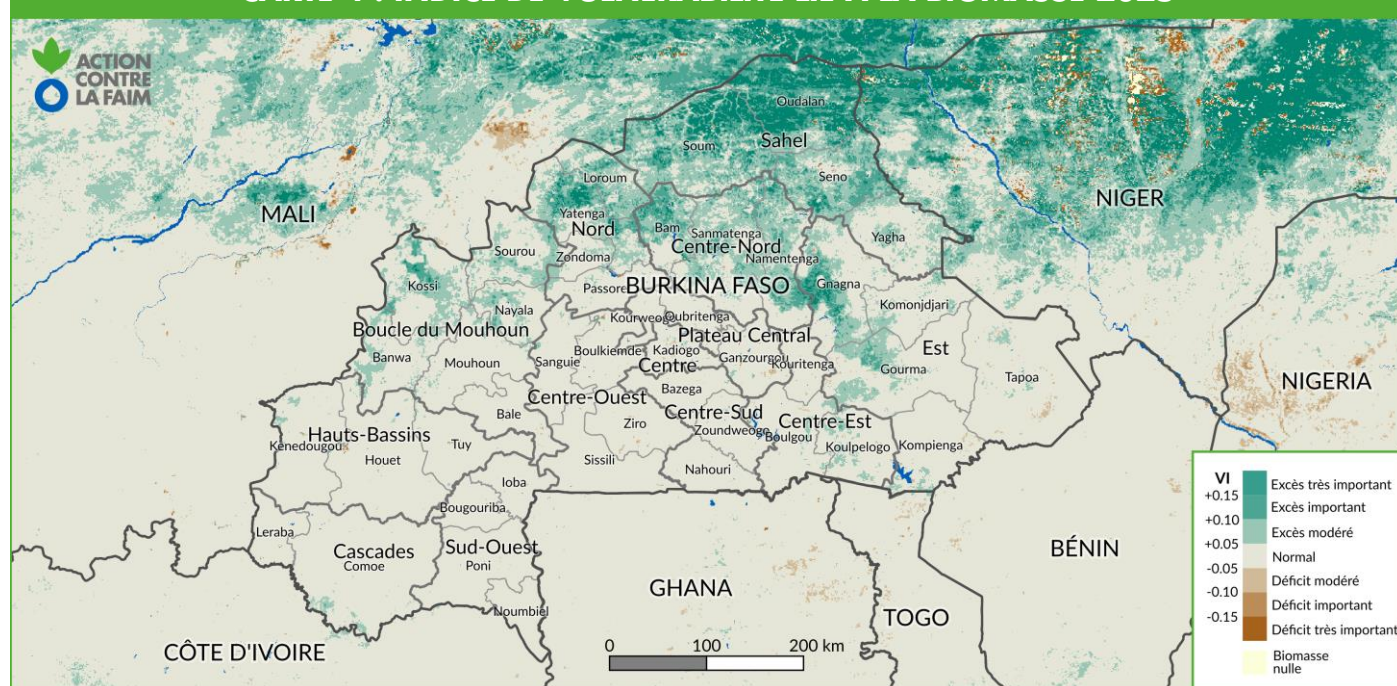 ACTION
CONTRE
LA FAIM
MALI
NIGER
NIGERIA
BÉNIN
TOGO
GHANA
CÔTE D'IVOIRE
BURKINA FASO
Oudalan
Soum
Sahel
Seno
Loroum
Yatenga
Nord
Zondoma
Bam
Sanmatenga
Centre-Nord
Namentenga
Yagha
Sourou
Kossi
Passore
Gnagna
Komonjdjari
Nayala
Boucle du Mouhoun
Banwa
Mouhoun
Kourweogo
Oubritenga
Plateau Central
Sanguie
Boulkiemde
Kadiogo
Ganzourgou
Kouritenga
Centre
Est
Gourma
Tapoa
Bazega
Centre-Ouest
Centre-Sud
Centre-Est
Bale
Ziro
Zoundweogo
Boulgou
Koulpelogo
Kompienga
Hauts-Bassins
Kenedougou
Houet
Tuy
Sissili
Nahouri
Ioba
Bougouriba
Leraba
Cascades
Comoe
Sud-Ouest
Poni
Noumbiel
0 100 200 km
VI
+0.15
+0.10
+0.05
-0.05
-0.10
-0.15
Excès très important
Excès important
Excès modéré
Normal
Déficit modéré
Déficit important
Déficit très important
Biomasse
nulle